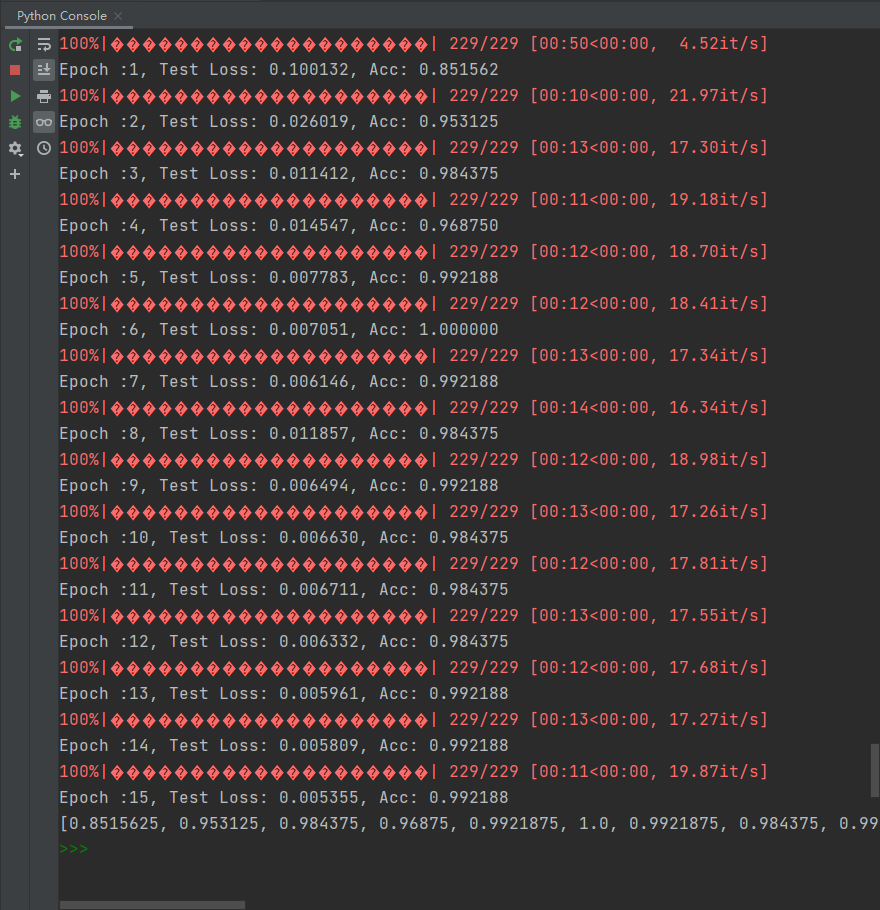 Python Console
100%|��������������������| 229/229 [00:50<00:00,  4.52it/s]
Epoch :1, Test Loss: 0.100132, Acc: 0.851562
100%|��������������������| 229/229 [00:10<00:00, 21.97it/s]
Epoch :2, Test Loss: 0.026019, Acc: 0.953125
100%|��������������������| 229/229 [00:13<00:00, 17.30it/s]
Epoch :3, Test Loss: 0.011412, Acc: 0.984375
100%|��������������������| 229/229 [00:11<00:00, 19.18it/s]
Epoch :4, Test Loss: 0.014547, Acc: 0.968750
100%|��������������������| 229/229 [00:12<00:00, 18.70it/s]
Epoch :5, Test Loss: 0.007783, Acc: 0.992188
100%|��������������������| 229/229 [00:12<00:00, 18.41it/s]
Epoch :6, Test Loss: 0.007051, Acc: 1.000000
100%|��������������������| 229/229 [00:13<00:00, 17.34it/s]
Epoch :7, Test Loss: 0.006146, Acc: 0.992188
100%|��������������������| 229/229 [00:14<00:00, 16.34it/s]
Epoch :8, Test Loss: 0.011857, Acc: 0.984375
100%|��������������������| 229/229 [00:12<00:00, 18.98it/s]
Epoch :9, Test Loss: 0.006494, Acc: 0.992188
100%|��������������������| 229/229 [00:13<00:00, 17.26it/s]
Epoch :10, Test Loss: 0.006630, Acc: 0.984375
100%|��������������������| 229/229 [00:12<00:00, 17.81it/s]
Epoch :11, Test Loss: 0.006711, Acc: 0.984375
100%|��������������������| 229/229 [00:13<00:00, 17.55it/s]
Epoch :12, Test Loss: 0.006332, Acc: 0.984375
100%|��������������������| 229/229 [00:12<00:00, 17.68it/s]
Epoch :13, Test Loss: 0.005961, Acc: 0.992188
100%|��������������������| 229/229 [00:13<00:00, 17.27it/s]
Epoch :14, Test Loss: 0.005809, Acc: 0.992188
100%|��������������������| 229/229 [00:11<00:00, 19.87it/s]
Epoch :15, Test Loss: 0.005355, Acc: 0.992188
[0.8515625, 0.953125, 0.984375, 0.96875, 0.9921875, 1.0, 0.9921875, 0.984375, 0.99
>>>